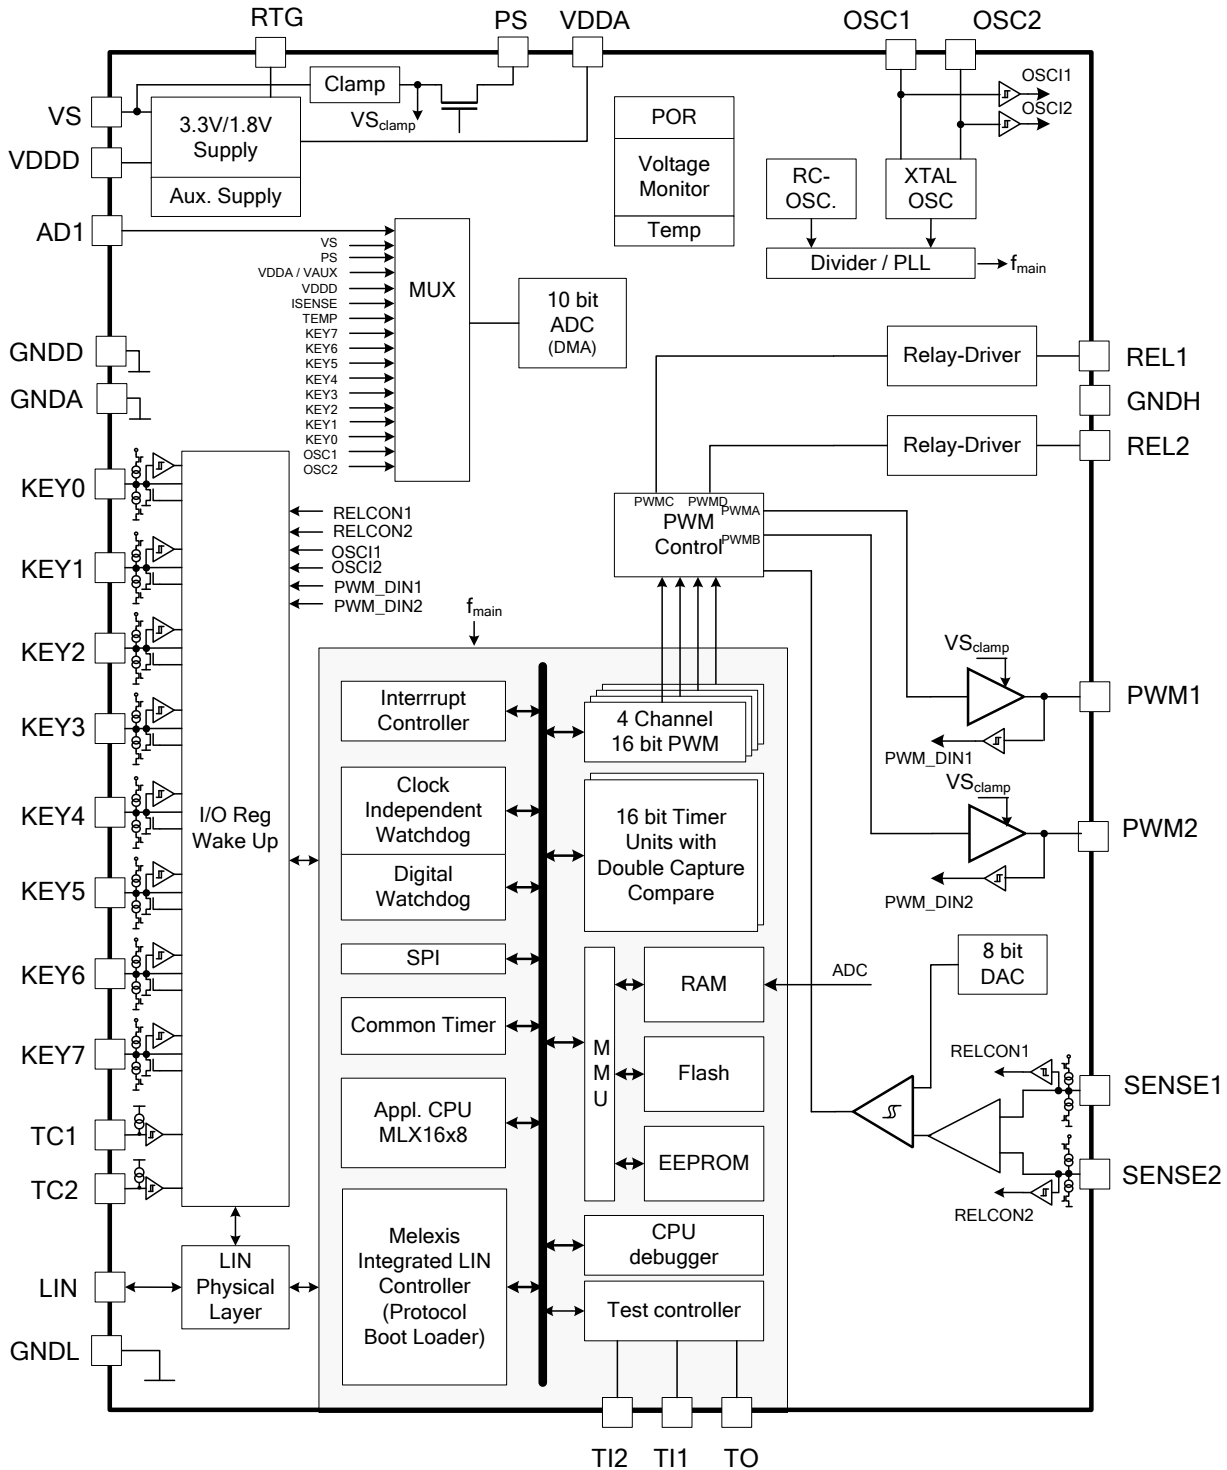 RTG
PS
VDDA
OSC1
OSC2
VS
VDDD
AD1
GNDD
GNDA
KEY0
KEY1
KEY2
KEY3
KEY4
KEY5
KEY6
KEY7
TC1
TC2
LIN
GNDL
Clamp
VSclamp
3.3V/1.8V
Supply
Aux. Supply
POR
Voltage
Monitor
Temp
OSCI1
OSCI2
RC-
OSC.
XTAL
OSC
Divider / PLL
fmain
VS
PS
VDDA / VAUX
VDDD
ISENSE
TEMP
KEY7
KEY6
KEY5
KEY4
KEY3
KEY2
KEY1
KEY0
OSC1
OSC2
MUX
10 bit
ADC
(DMA)
Relay-Driver
REL1
GNDH
Relay-Driver
REL2
PWMC
PWMD
PWMA
PWMB
PWM
Control
RELCON1
RELCON2
OSCI1
OSCI2
PWM_DIN1
PWM_DIN2
I/O Reg
Wake Up
fmain
Interrrupt
Controller
4 Channel
16 bit PWM
Clock
Independent
Watchdog
Digital
Watchdog
16 bit Timer
Units with
Double Capture
Compare
SPI
Common Timer
Appl. CPU
MLX16x8
Melexis
Integrated LIN
Controller
(Protocol
Boot Loader)
M
M
U
RAM
Flash
EEPROM
ADC
CPU
debugger
Test controller
LIN
Physical
Layer
VSclamp
PWM1
PWM_DIN1
VSclamp
PWM2
PWM_DIN2
8 bit
DAC
RELCON1
SENSE1
SENSE2
RELCON2
TI2
TI1
TO